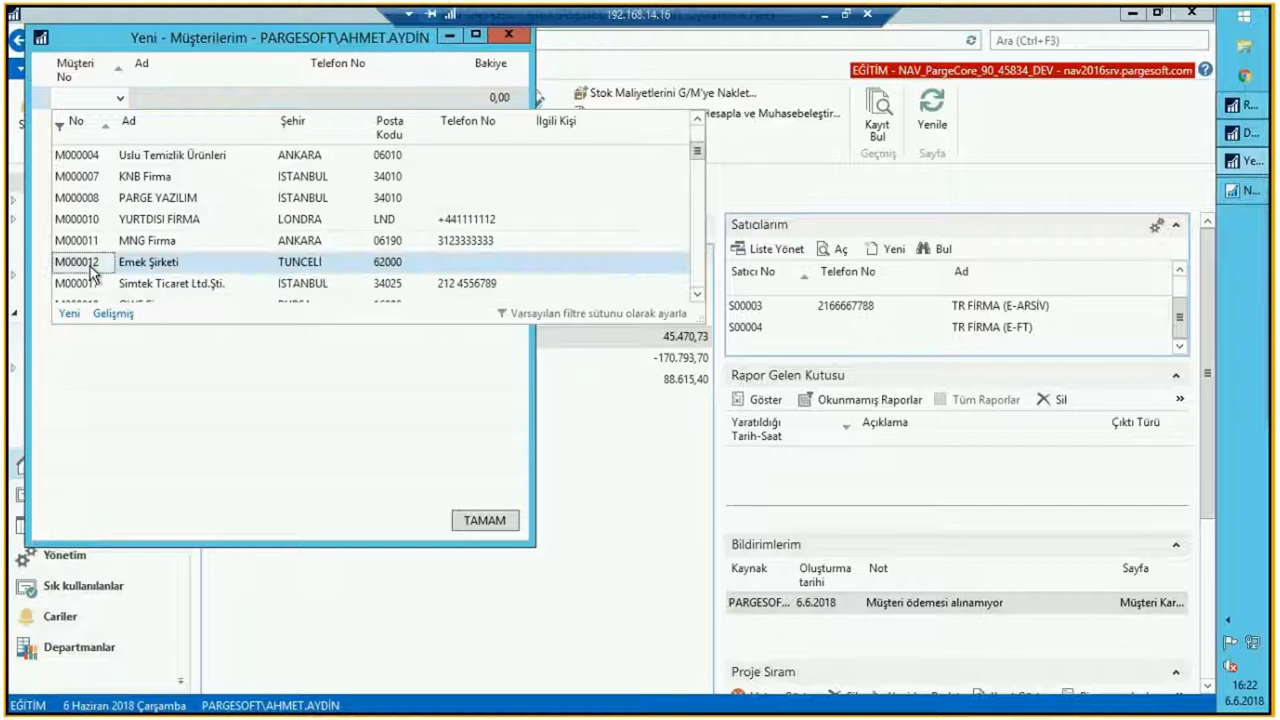 192.168.14.16
Yeni - Müşterilerim - PARGESOFT\AHMET.AYDİN
Ara (Ctrl+F3)
Müşteri No
Ad
Telefon No
Bakiye
0,00
EĞİTİM - NAV_PargeCore_90_45834_DEV - nav2016srv.pargesoft.com
Stok Maliyetlerini G/M'ye Naklet...
Hesapla ve Muhasebeleştir...
Kayıt Bul
Yenile
Geçmiş
Sayfa
R...
D...
Ye...
N...
No Ad Şehir Posta Kodu Telefon No İlgili Kişi
M000004 Uslu Temizlik Ürünleri ANKARA 06010
M000007 KNB Firma İSTANBUL 34010
M000008 PARGE YAZILIM İSTANBUL 34010
M000010 YURTDISI FİRMA LONDRA LND +441111112
M000011 MNG Firma ANKARA 06190 3123333333
M000012 Emek Şirketi TUNCELİ 62000
Simtek Ticaret Ltd.Şti. İSTANBUL 34025 212 4556789
Yeni Gelişmiş
Varsayılan filtre sütunu olarak ayarla
45.470,73
-170.793,70
88.615,40
TAMAM
Satıcılarım
Liste Yönet Aç Yeni Bul
Satıcı No Telefon No Ad
S00003 2166667788 TR FİRMA (E-ARSİV)
S00004 TR FİRMA (E-FT)
Rapor Gelen Kutusu
Göster Okunmamış Raporlar Tüm Raporlar Sil
Yaratıldığı Tarih-Saat
Açıklama
Çıktı Türü
Bildirimlerim
Kaynak Oluşturma tarihi Not Sayfa
PARGESOF... 6.6.2018 Müşteri ödemesi alınamıyor Müşteri Kar...
Proje Sıram
Yönetim
Sık kullanılanlar
Cariler
Departmanlar
EĞİTİM 6 Haziran 2018 Çarşamba PARGESOFT\AHMET.AYDİN
16:22
6.6.2018